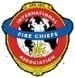 INTERNATIONAL
FIRE CHIEFS
ASSOCIATION